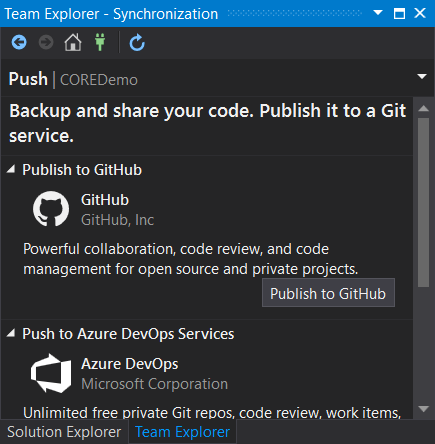 Team Explorer - Synchronization
Push | COREDemo
Backup and share your code. Publish it to a Git
service.
Publish to GitHub
GitHub
GitHub, Inc
Powerful collaboration, code review, and code
management for open source and private projects.
Publish to GitHub
Push to Azure DevOps Services
Azure DevOps
Microsoft Corporation
Unlimited free private Git repos, code review, work items,
Solution Explorer Team Explorer